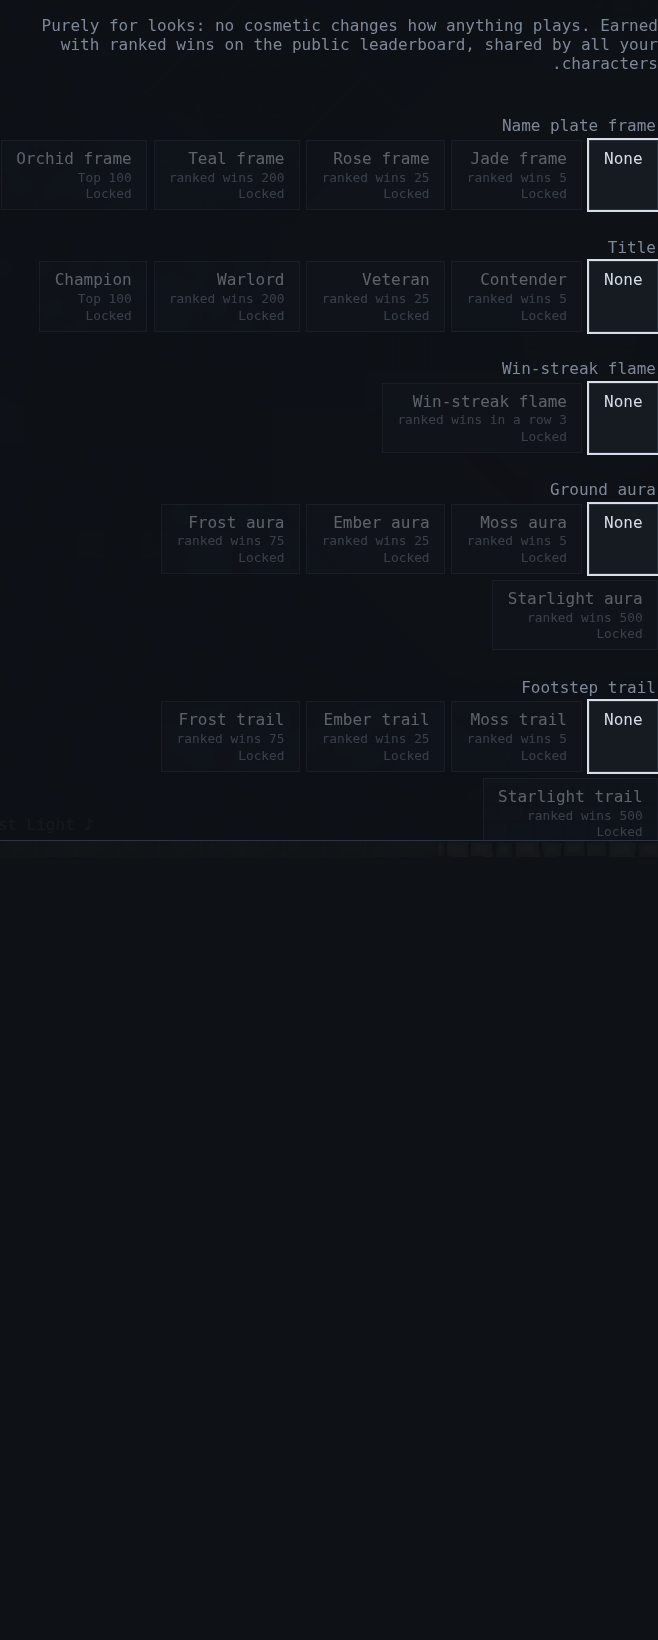 Purely for looks: no cosmetic changes how anything plays. Earned
with ranked wins on the public leaderboard, shared by all your
.characters
Name plate frame
None
Jade frame
ranked wins 5
Locked
Rose frame
ranked wins 25
Locked
Teal frame
ranked wins 200
Locked
Orchid frame
Top 100
Locked
Title
None
Contender
ranked wins 5
Locked
Veteran
ranked wins 25
Locked
Warlord
ranked wins 200
Locked
Champion
Top 100
Locked
Win-streak flame
None
Win-streak flame
ranked wins in a row 3
Locked
Ground aura
None
Moss aura
ranked wins 5
Locked
Ember aura
ranked wins 25
Locked
Frost aura
ranked wins 75
Locked
Starlight aura
ranked wins 500
Locked
Footstep trail
None
Moss trail
ranked wins 5
Locked
Ember trail
ranked wins 25
Locked
Frost trail
ranked wins 75
Locked
Starlight trail
ranked wins 500
Locked
Light ♪